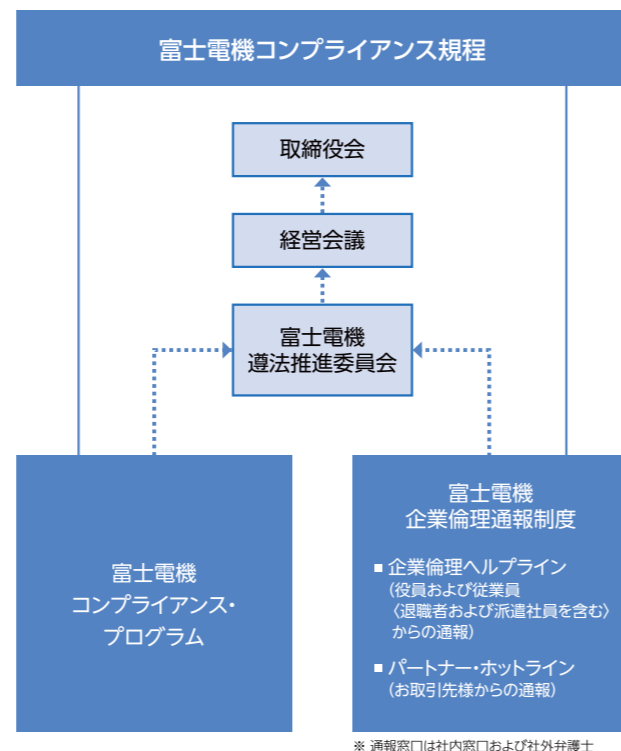 富士電機コンプライアンス規程
取締役会
経営会議
富士電機
遵法推進委員会
富士電機
コンプライアンス・
プログラム
富士電機
企業倫理通報制度
■ 企業倫理ヘルプライン
(役員および従業員
〈退職者および派遣社員を含む〉
からの通報)
■ パートナー・ホットライン
(お取引先様からの通報)
※ 通報窓口は社内窓口および社外弁護士